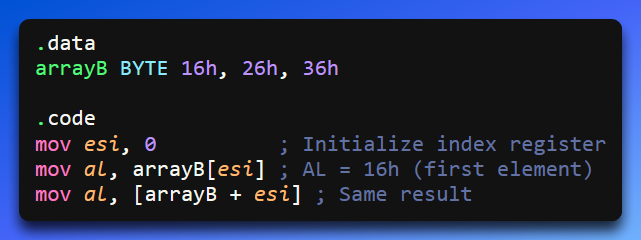 .data
arrayB BYTE 16h, 26h, 36h

.code
mov esi, 0          ; Initialize index register
mov al, arrayB[esi] ; AL = 16h (first element)
mov al, [arrayB + esi] ; Same result